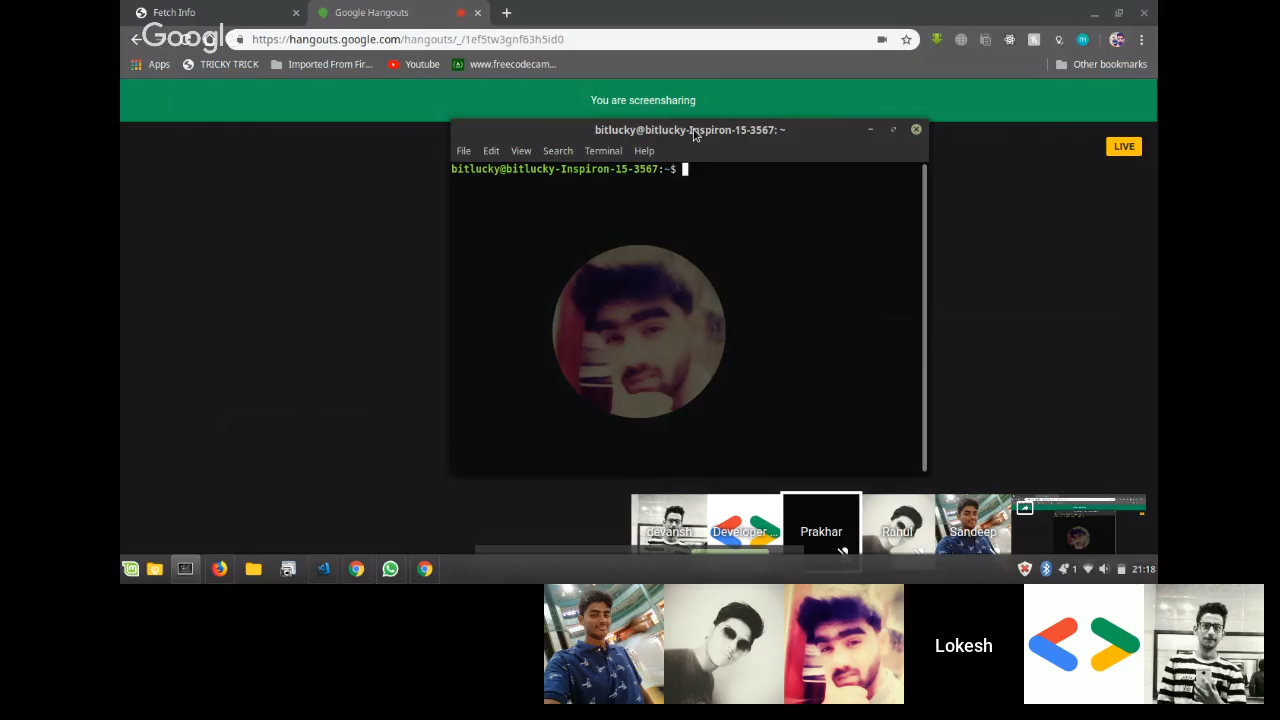 Fetch Info
Google Hangouts
Google
https://hangouts.google.com/hangouts/_/1ef5tw3gnf63h5id0
Apps TRICKY TRICK Imported From Fir... Youtube www.freecodecam... Other bookmarks
You are screensharing
LIVE
bitlucky@bitlucky-Inspiron-15-3567: ~
File Edit View Search Terminal Help
bitlucky@bitlucky-Inspiron-15-3567:~$
devansh Developer ... Prakhar Rahul Sandeep
1 21:18
Lokesh